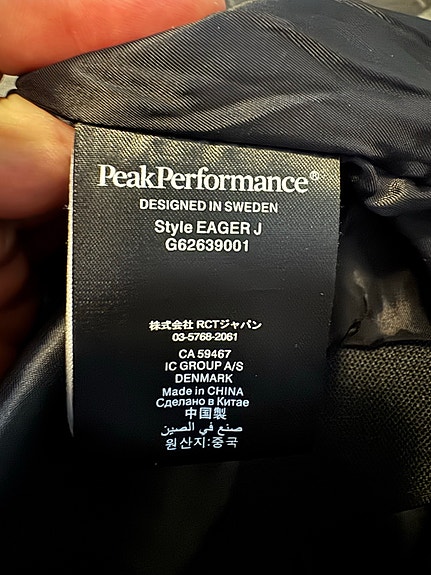 PeakPerformance®
DESIGNED IN SWEDEN
Style EAGER J
G62639001
株式会社 RCTジャパン
03-5768-2061
CA 59467
IC GROUP A/S
DENMARK
Made in CHINA
Сделано в Китае
中国製
صنع في الصين
원산지:중국